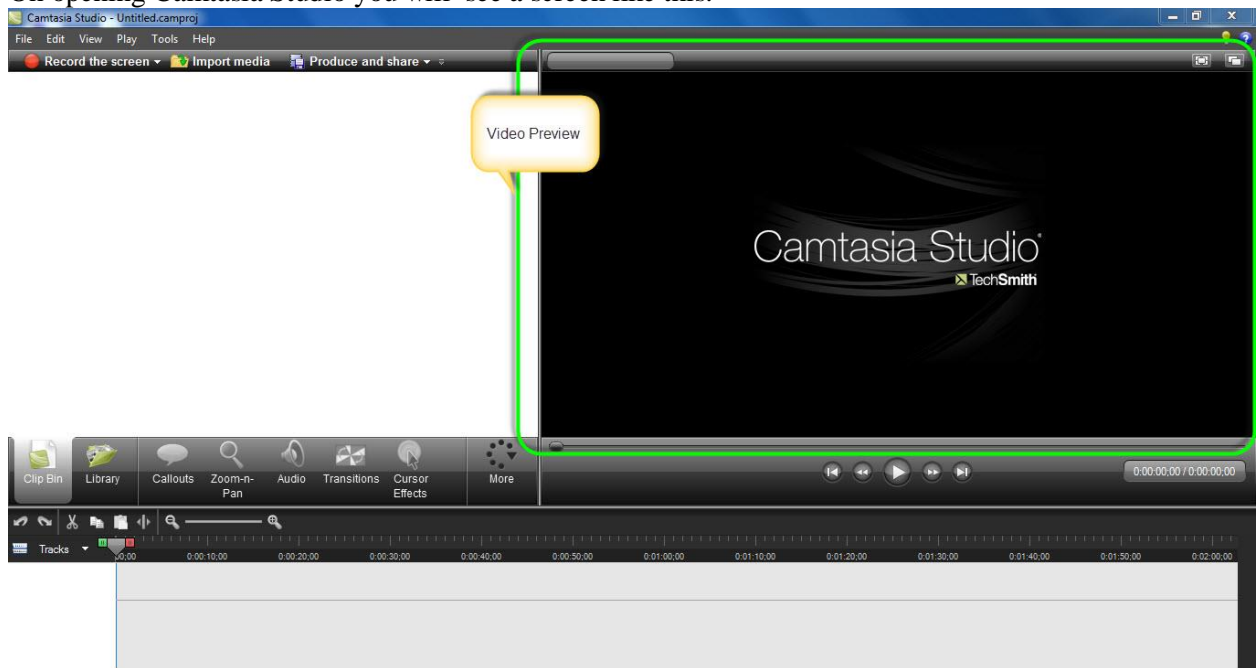 On opening Camtasia Studio you will see a screen like this.
Camtasia Studio - Untitled.camproj
File Edit View Play Tools Help
Record the screen Import media Produce and share
Video Preview
Camtasia Studio
TechSmith
Clip Bin Library Callouts Zoom-n-Pan Audio Transitions Cursor Effects More
0:00:00;00 / 0:00:00;00
Tracks 00;00 0:00:10;00 0:00:20;00 0:00:30;00 0:00:40;00 0:00:50;00 0:01:00;00 0:01:10;00 0:01:20;00 0:01:30;00 0:01:40;00 0:01:50;00 0:02:00;00